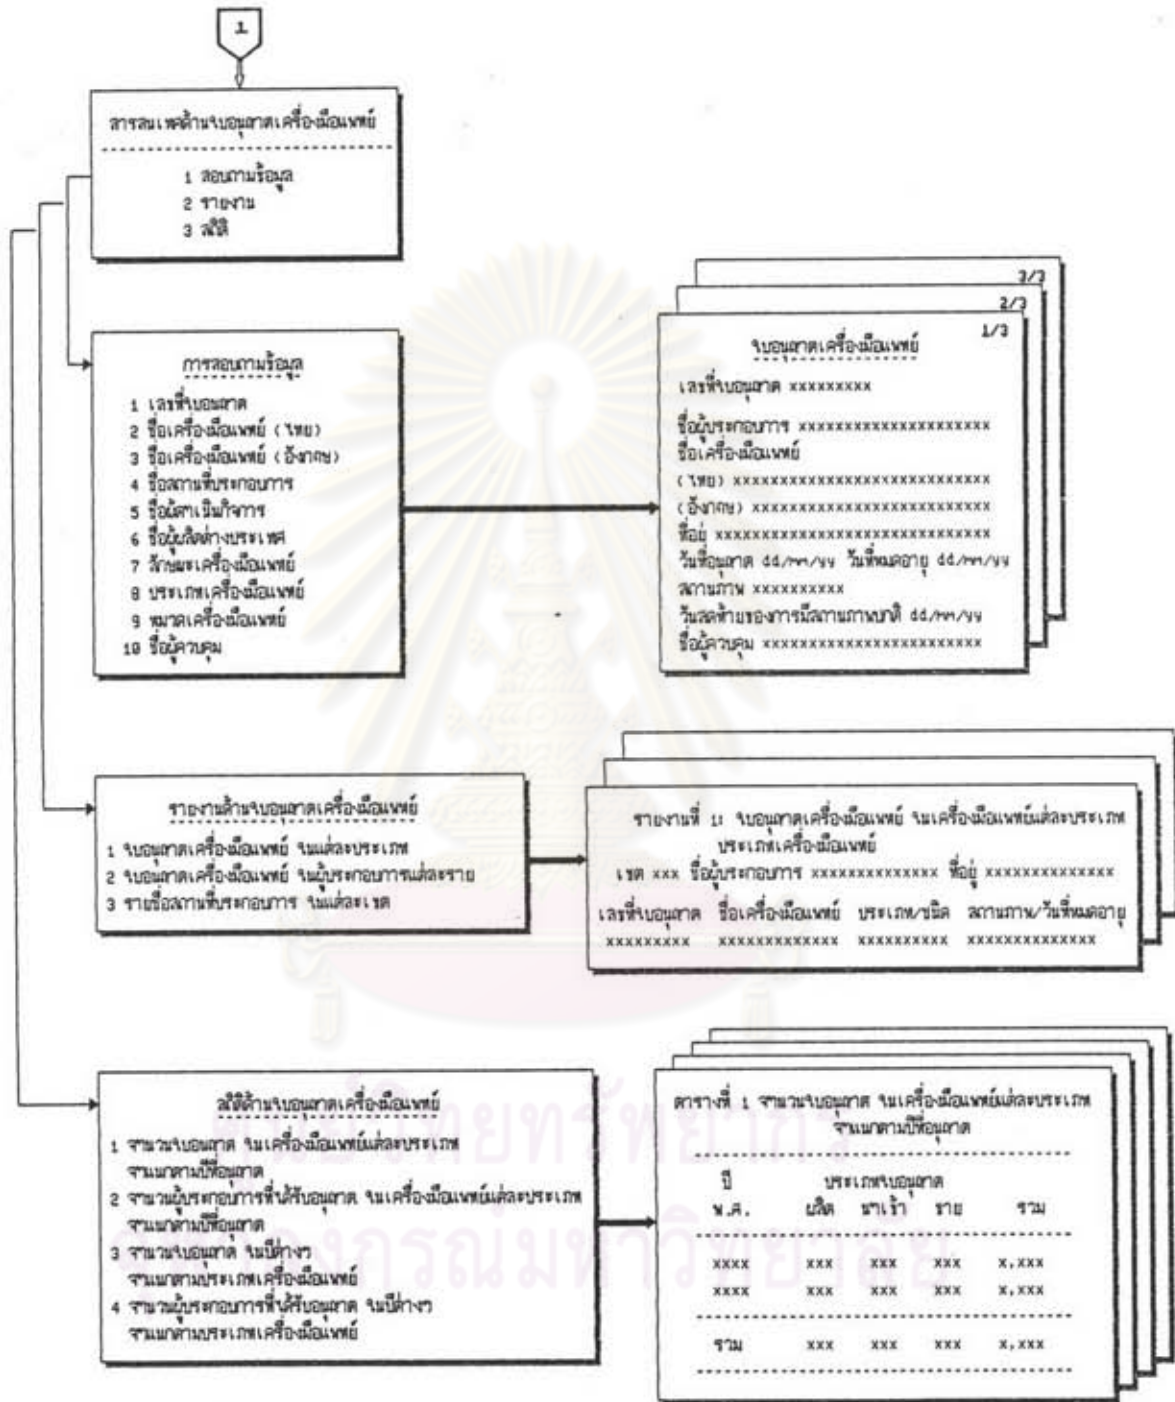 1
สารสนเทศด้านใบอนุญาตเครื่องมือแพทย์
1 สอบถามข้อมูล
2 รายงาน
3 สถิติ
การสอบถามข้อมูล
1 เลขที่ใบอนุญาต
2 ชื่อเครื่องมือแพทย์ (ไทย)
3 ชื่อเครื่องมือแพทย์ (อังกฤษ)
4 ชื่อสถานที่ประกอบการ
5 ชื่อผู้ดำเนินกิจการ
6 ชื่อผู้ผลิตต่างประเทศ
7 ลักษณะเครื่องมือแพทย์
8 ประเภทเครื่องมือแพทย์
9 หมวดเครื่องมือแพทย์
10 ชื่อผู้ควบคุม
3/3
2/3
1/3
ใบอนุญาตเครื่องมือแพทย์
เลขที่ใบอนุญาต xxxxxxxxx
ชื่อผู้ประกอบการ xxxxxxxxxxxxxxxxxxxxx
ชื่อเครื่องมือแพทย์
(ไทย) xxxxxxxxxxxxxxxxxxxxxxxxxxxx
(อังกฤษ) xxxxxxxxxxxxxxxxxxxxxxxxxx
ที่อยู่ xxxxxxxxxxxxxxxxxxxxxxxxxxxxxx
วันที่อนุญาต dd/mm/yy วันที่หมดอายุ dd/mm/yy
สถานภาพ xxxxxxxxxx
วันสุดท้ายของการมีสถานภาพปกติ dd/mm/yy
ชื่อผู้ควบคุม xxxxxxxxxxxxxxxxxxxxxxxx
รายงานด้านใบอนุญาตเครื่องมือแพทย์
1 ใบอนุญาตเครื่องมือแพทย์ ในแต่ละประเภท
2 ใบอนุญาตเครื่องมือแพทย์ ในผู้ประกอบการแต่ละราย
3 รายชื่อสถานที่ประกอบการ ในแต่ละเขต
รายงานที่ 1: ใบอนุญาตเครื่องมือแพทย์ ในเครื่องมือแพทย์แต่ละประเภท
ประเภทเครื่องมือแพทย์
เขต xxx ชื่อผู้ประกอบการ xxxxxxxxxxxxxx ที่อยู่ xxxxxxxxxxxxxx
เลขที่ใบอนุญาต ชื่อเครื่องมือแพทย์ ประเภท/ชนิด สถานภาพ/วันที่หมดอายุ
xxxxxxxxx xxxxxxxxxxxxx xxxxxxxxxx xxxxxxxxxxxxxx
สถิติด้านใบอนุญาตเครื่องมือแพทย์
1 จำนวนใบอนุญาต ในเครื่องมือแพทย์แต่ละประเภท
จำแนกตามปีที่อนุญาต
2 จำนวนผู้ประกอบการที่ได้รับอนุญาต ในเครื่องมือแพทย์แต่ละประเภท
จำแนกตามปีที่อนุญาต
3 จำนวนใบอนุญาต ในปีต่างๆ
จำแนกตามประเภทเครื่องมือแพทย์
4 จำนวนผู้ประกอบการที่ได้รับอนุญาต ในปีต่างๆ
จำแนกตามประเภทเครื่องมือแพทย์
ตารางที่ 1 จำนวนใบอนุญาต ในเครื่องมือแพทย์แต่ละประเภท
จำแนกตามปีที่อนุญาต
ปี ประเภทใบอนุญาต
พ.ศ. ผลิต นำเข้า ขาย รวม
xxxx xxx xxx xxx x,xxx
xxxx xxx xxx xxx x,xxx
รวม xxx xxx xxx x,xxx
ศูนย์วิทยทรัพยากร
จุฬาลงกรณ์มหาวิทยาลัย